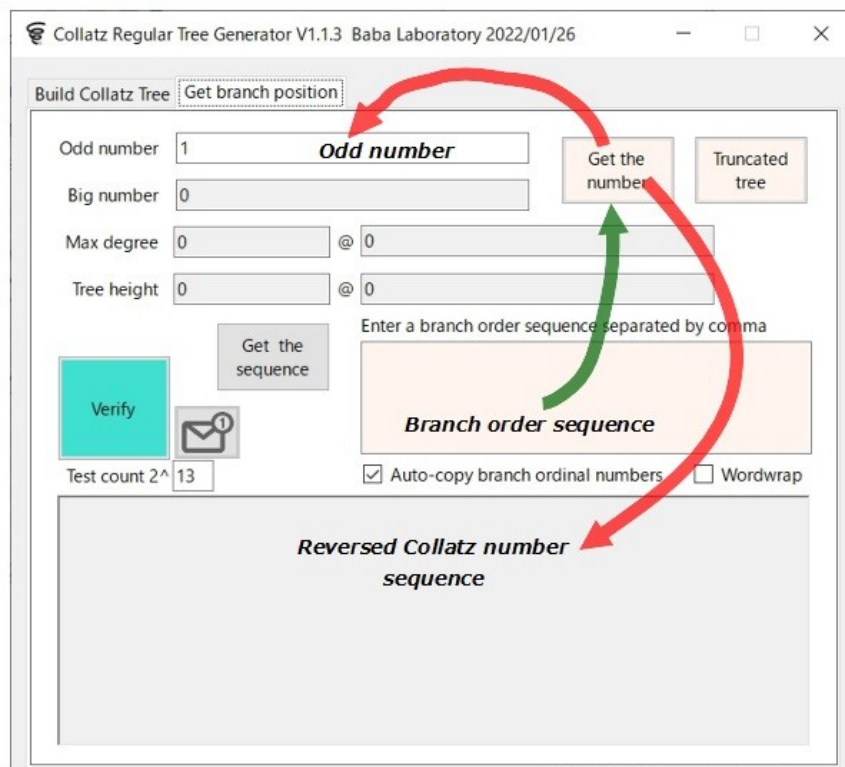 Collatz Regular Tree Generator V1.1.3 Baba Laboratory 2022/01/26
Build Collatz Tree Get branch position
Odd number 1 Odd number
Get the number
Truncated tree
Big number 0
Max degree 0 @ 0
Tree height 0 @ 0
Enter a branch order sequence separated by comma
Get the sequence
Branch order sequence
Verify
1
Test count 2^ 13
Auto-copy branch ordinal numbers Wordwrap
Reversed Collatz number
sequence